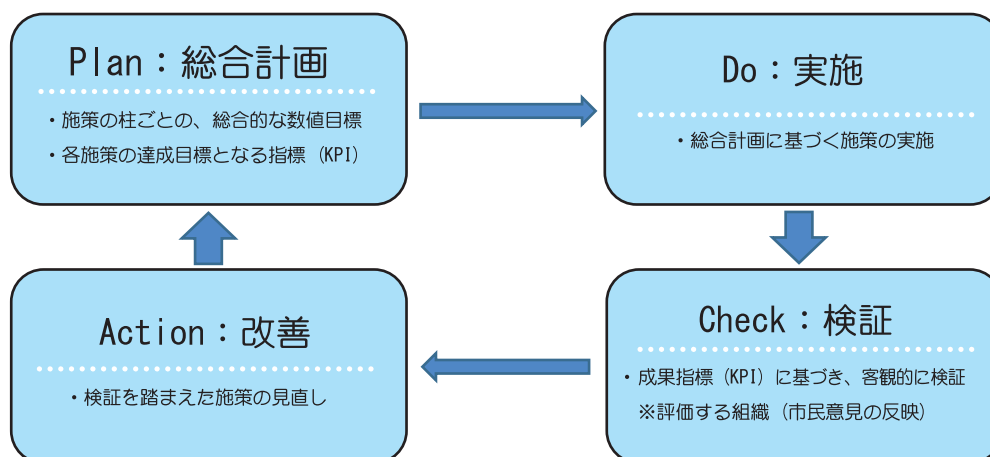 Plan：総合計画
・施策の柱ごとの、総合的な数値目標
・各施策の達成目標となる指標（KPI）
Do：実施
・総合計画に基づく施策の実施
Action：改善
・検証を踏まえた施策の見直し
Check：検証
・成果指標（KPI）に基づき、客観的に検証
※評価する組織（市民意見の反映）